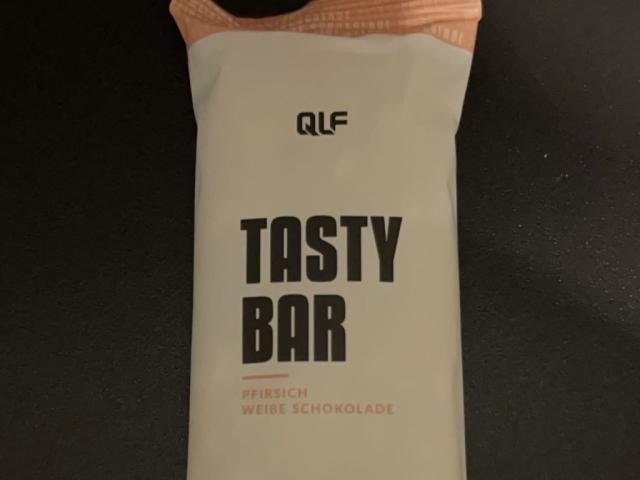 QLF
TASTY
BAR
PFIRSICH
WEIßE SCHOKOLADE